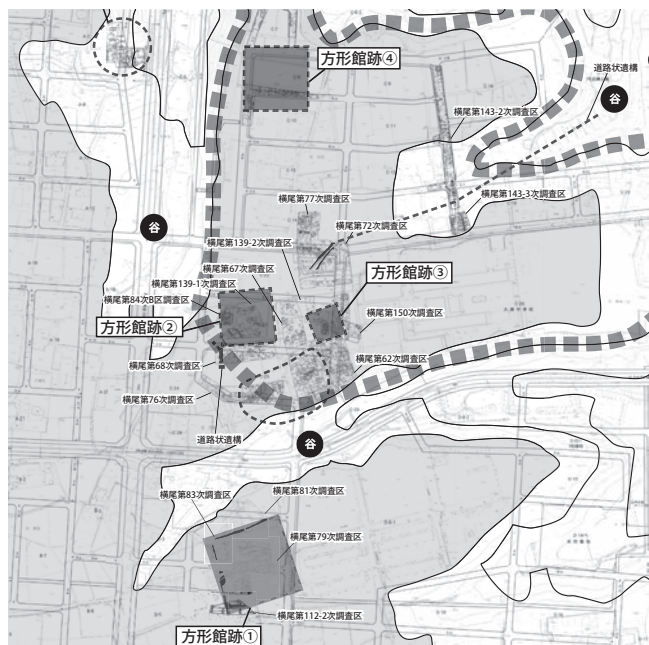 方形館跡④
道路状遺構
谷
横尾第143-2次調査区
横尾第77次調査区
横尾第143-3次調査区
谷
横尾第72次調査区
横尾第139-2次調査区
横尾第67次調査区
方形館跡③
横尾第139-1次調査区
横尾第84次B区調査区
横尾第150次調査区
方形館跡②
横尾第62次調査区
横尾第68次調査区
横尾第76次調査区
道路状遺構
谷
横尾第83次調査区
横尾第81次調査区
横尾第79次調査区
横尾第112-2次調査区
方形館跡①